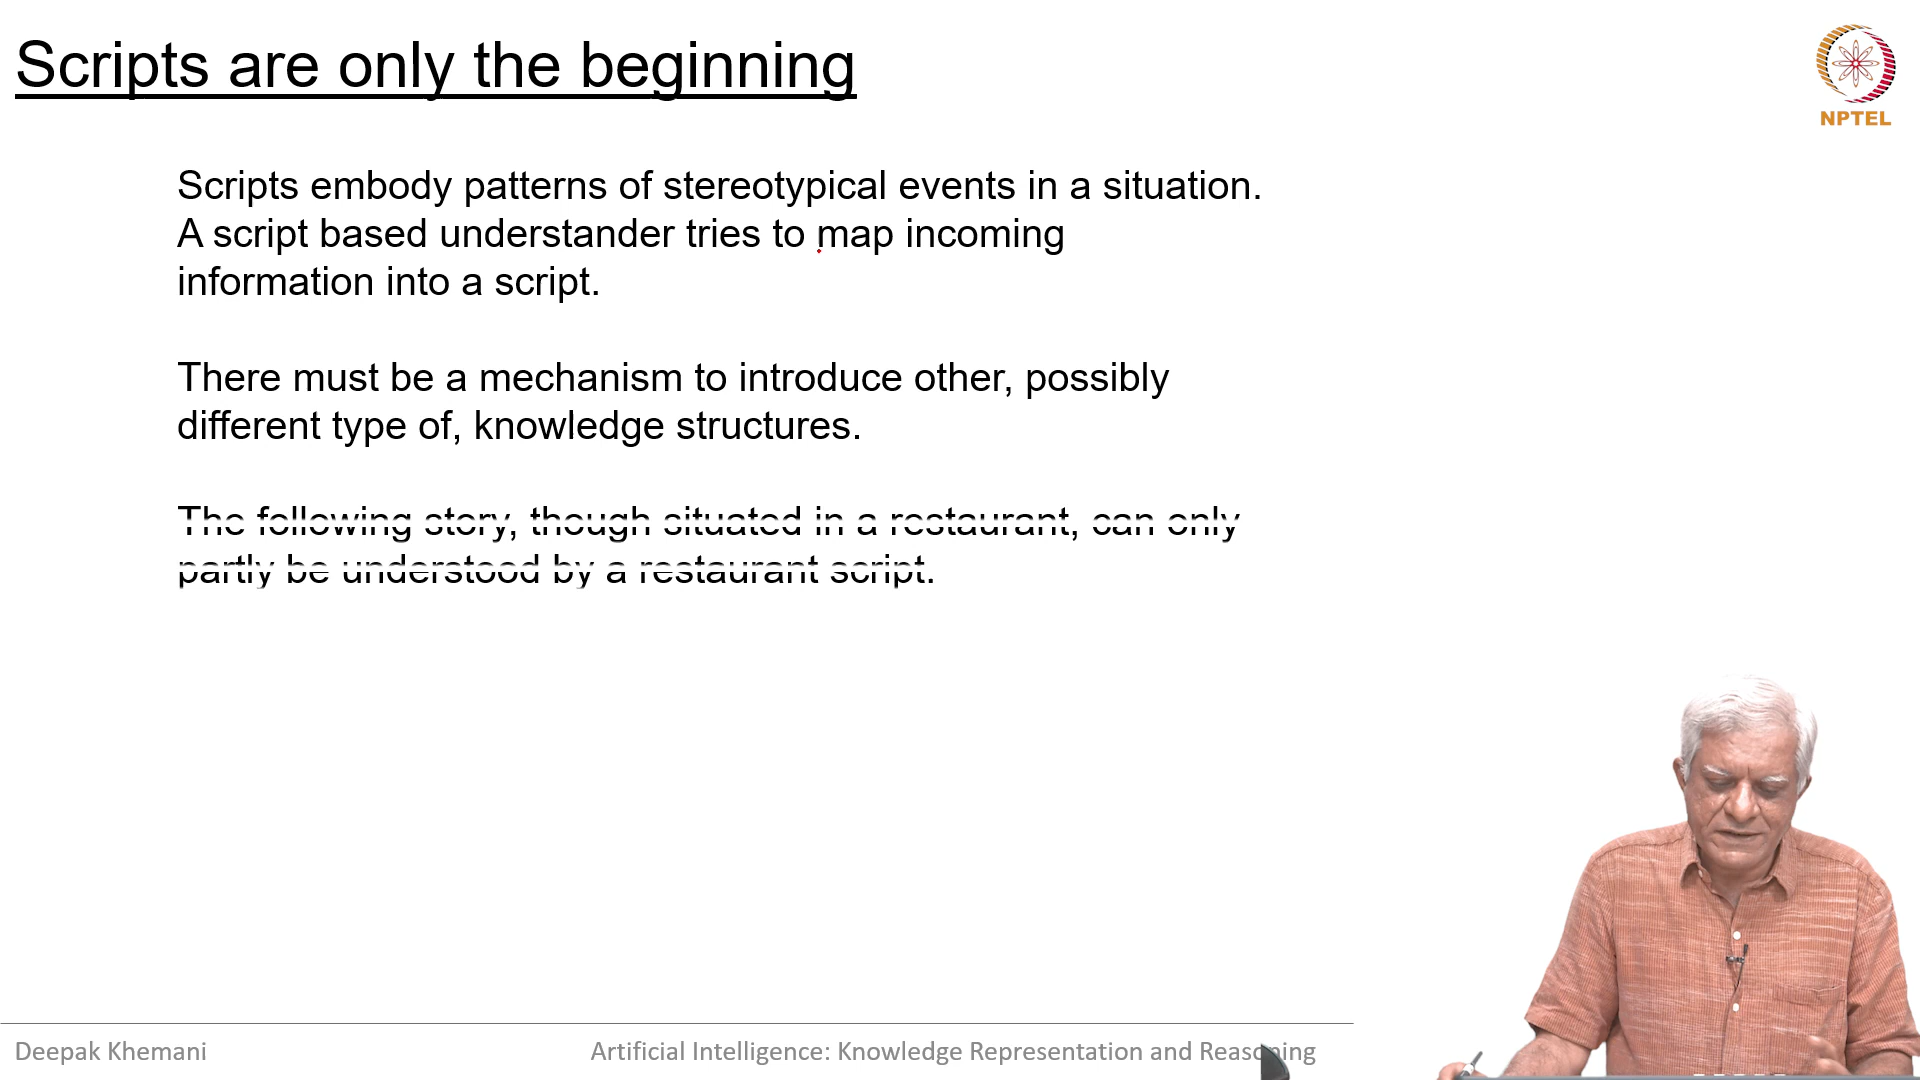 Scripts are only the beginning
NPTEL
Scripts embody patterns of stereotypical events in a situation.
A script based understander tries to map incoming
information into a script.
There must be a mechanism to introduce other, possibly
different type of, knowledge structures.
The following story, though situated in a restaurant, can only
partly be understood by a restaurant script.
Deepak Khemani
Artificial Intelligence: Knowledge Representation and Reasoning